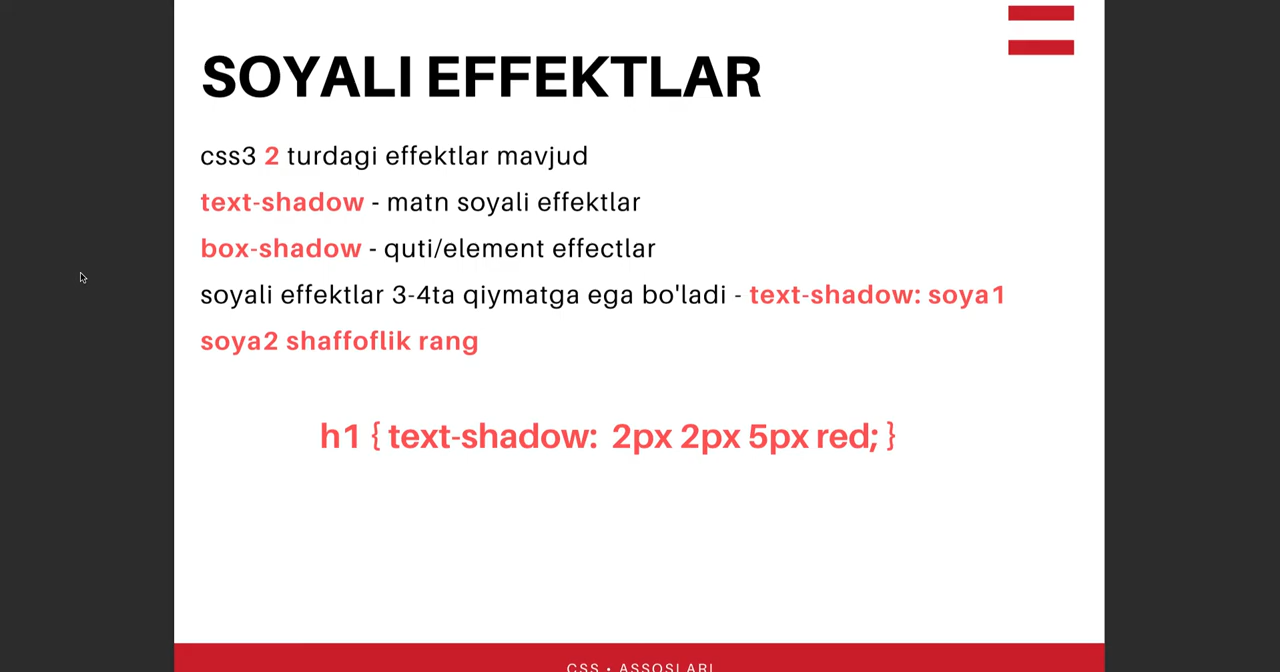 SOYALI EFFEKTLAR
css3 2 turdagi effektlar mavjud
text-shadow - matn soyali effektlar
box-shadow - quti/element effectlar
soyali effektlar 3-4ta qiymatga ega bo'ladi - text-shadow: soya1
soya2 shaffoflik rang
h1 { text-shadow: 2px 2px 5px red; }
CSS • ASSOSLARI